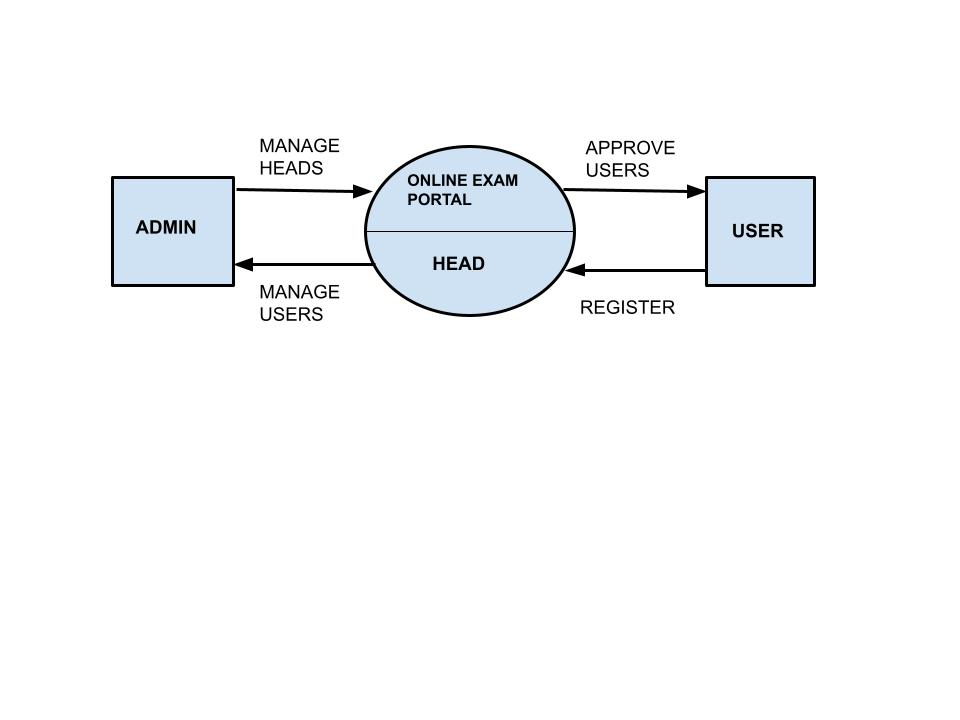 MANAGE
HEADS
APPROVE
USERS
ONLINE EXAM
PORTAL
ADMIN
USER
HEAD
MANAGE
USERS
REGISTER